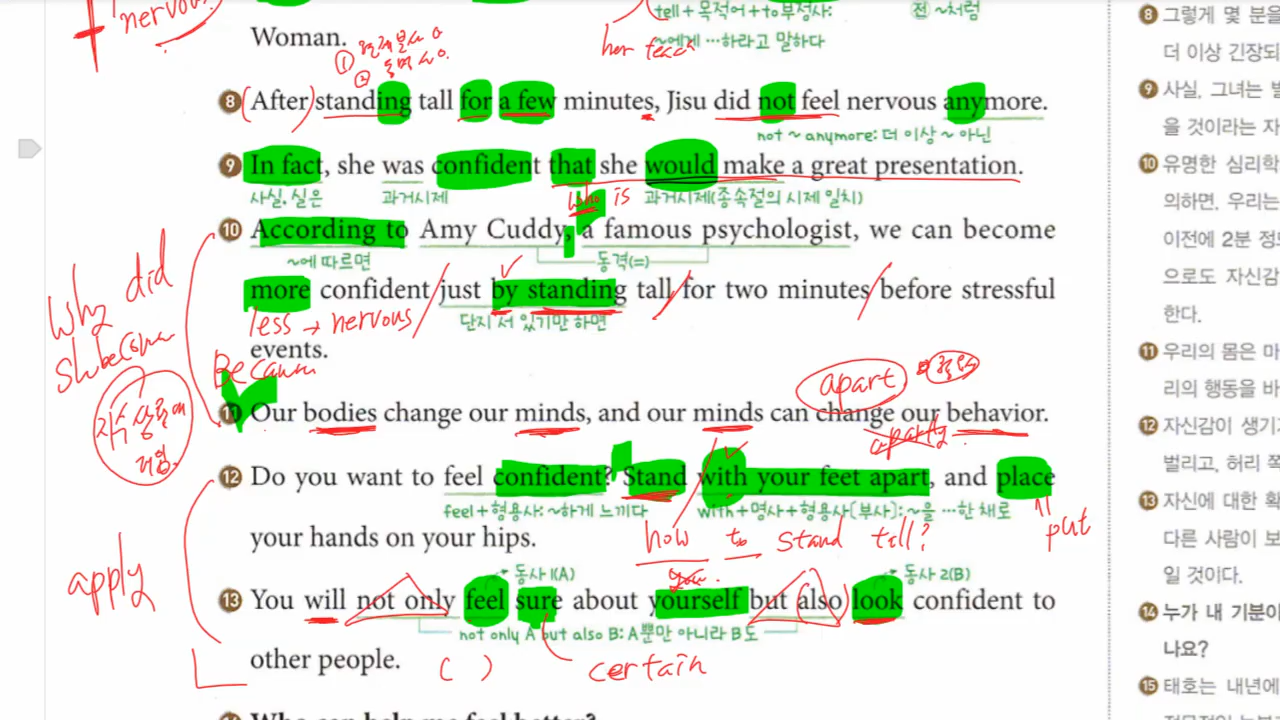 nervous
Woman.
her teac
tell + 목적어 + to부정사:
~에게 …하라고 말하다
전 ~처럼
①
② 동명사 o.
8 (After) standing tall for a few minutes, Jisu did not feel nervous anymore.
not ~ anymore: 더 이상 ~ 아닌
9 In fact, she was confident that she would make a great presentation.
사실, 실은
과거시제
who is
과거시제(종속절의 시제 일치)
10 According to Amy Cuddy, a famous psychologist, we can become
~에 따르면
동격(=)
more confident just by standing tall for two minutes before stressful
less → nervous
단지 서 있기만 하면
events.
Why did
Because
apart
11 Our bodies change our minds, and our minds can change our behavior.
apartly
12 Do you want to feel confident? Stand with your feet apart, and place
feel + 형용사: ~하게 느끼다
with + 명사 + 형용사(부사): ~을 …한 채로
put
your hands on your hips.
how to stand tall?
you.
apply
동사 1(A)
동사 2(B)
13 You will not only feel sure about yourself but also look confident to
not only A but also B: A뿐만 아니라 B도
other people.
( )
certain
14 Who can help me feel better?
8 그렇게 몇 분을
더 이상 긴장되
9 사실, 그녀는 발
을 것이라는 자
10 유명한 심리학
의하면, 우리는
이전에 2분 정도
으로도 자신감
한다.
11 우리의 몸은 마
리의 행동을 바
12 자신감이 생기
벌리고, 허리 쪽
13 자신에 대한 확
다른 사람이 보
일 것이다.
14 누가 내 기분이
나요?
15 태호는 내년에